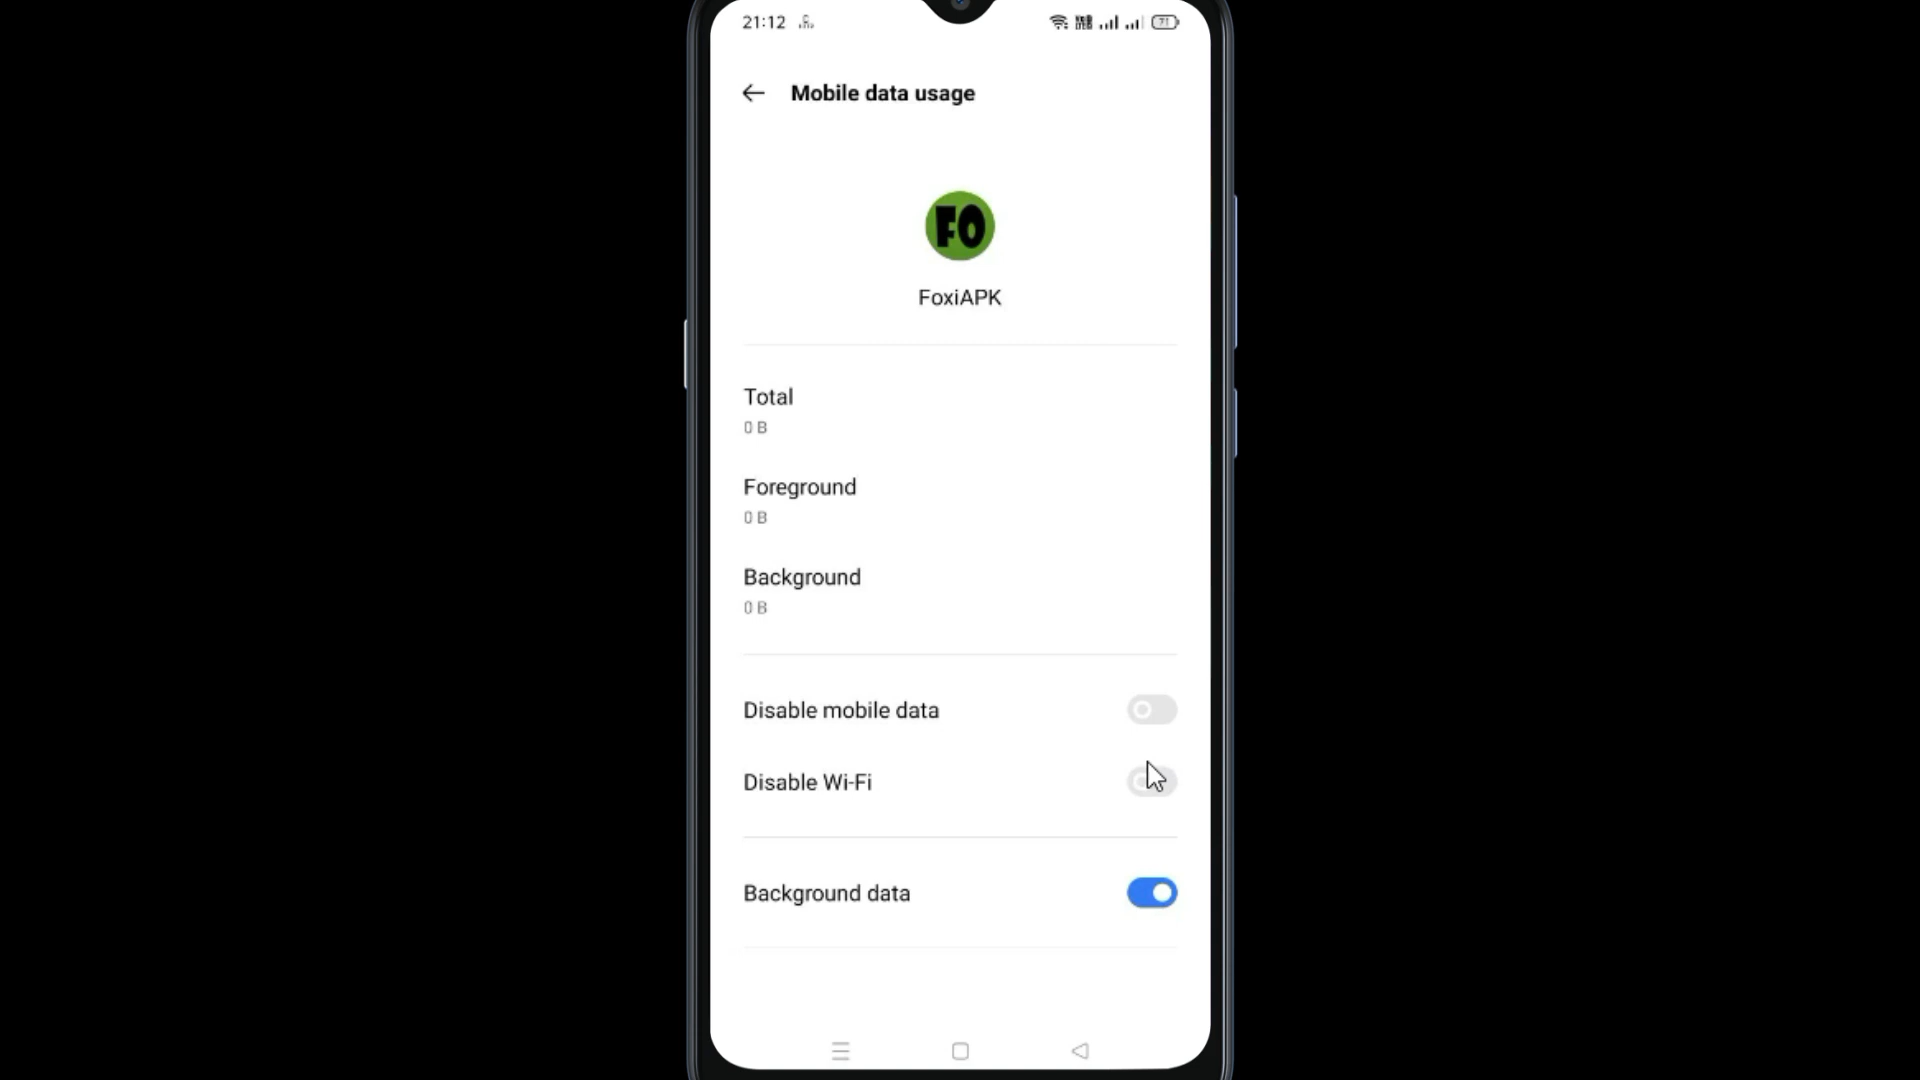 21:12
71
Mobile data usage
FO
FoxiAPK
Total
0 B
Foreground
0 B
Background
0 B
Disable mobile data
Disable Wi-Fi
Background data